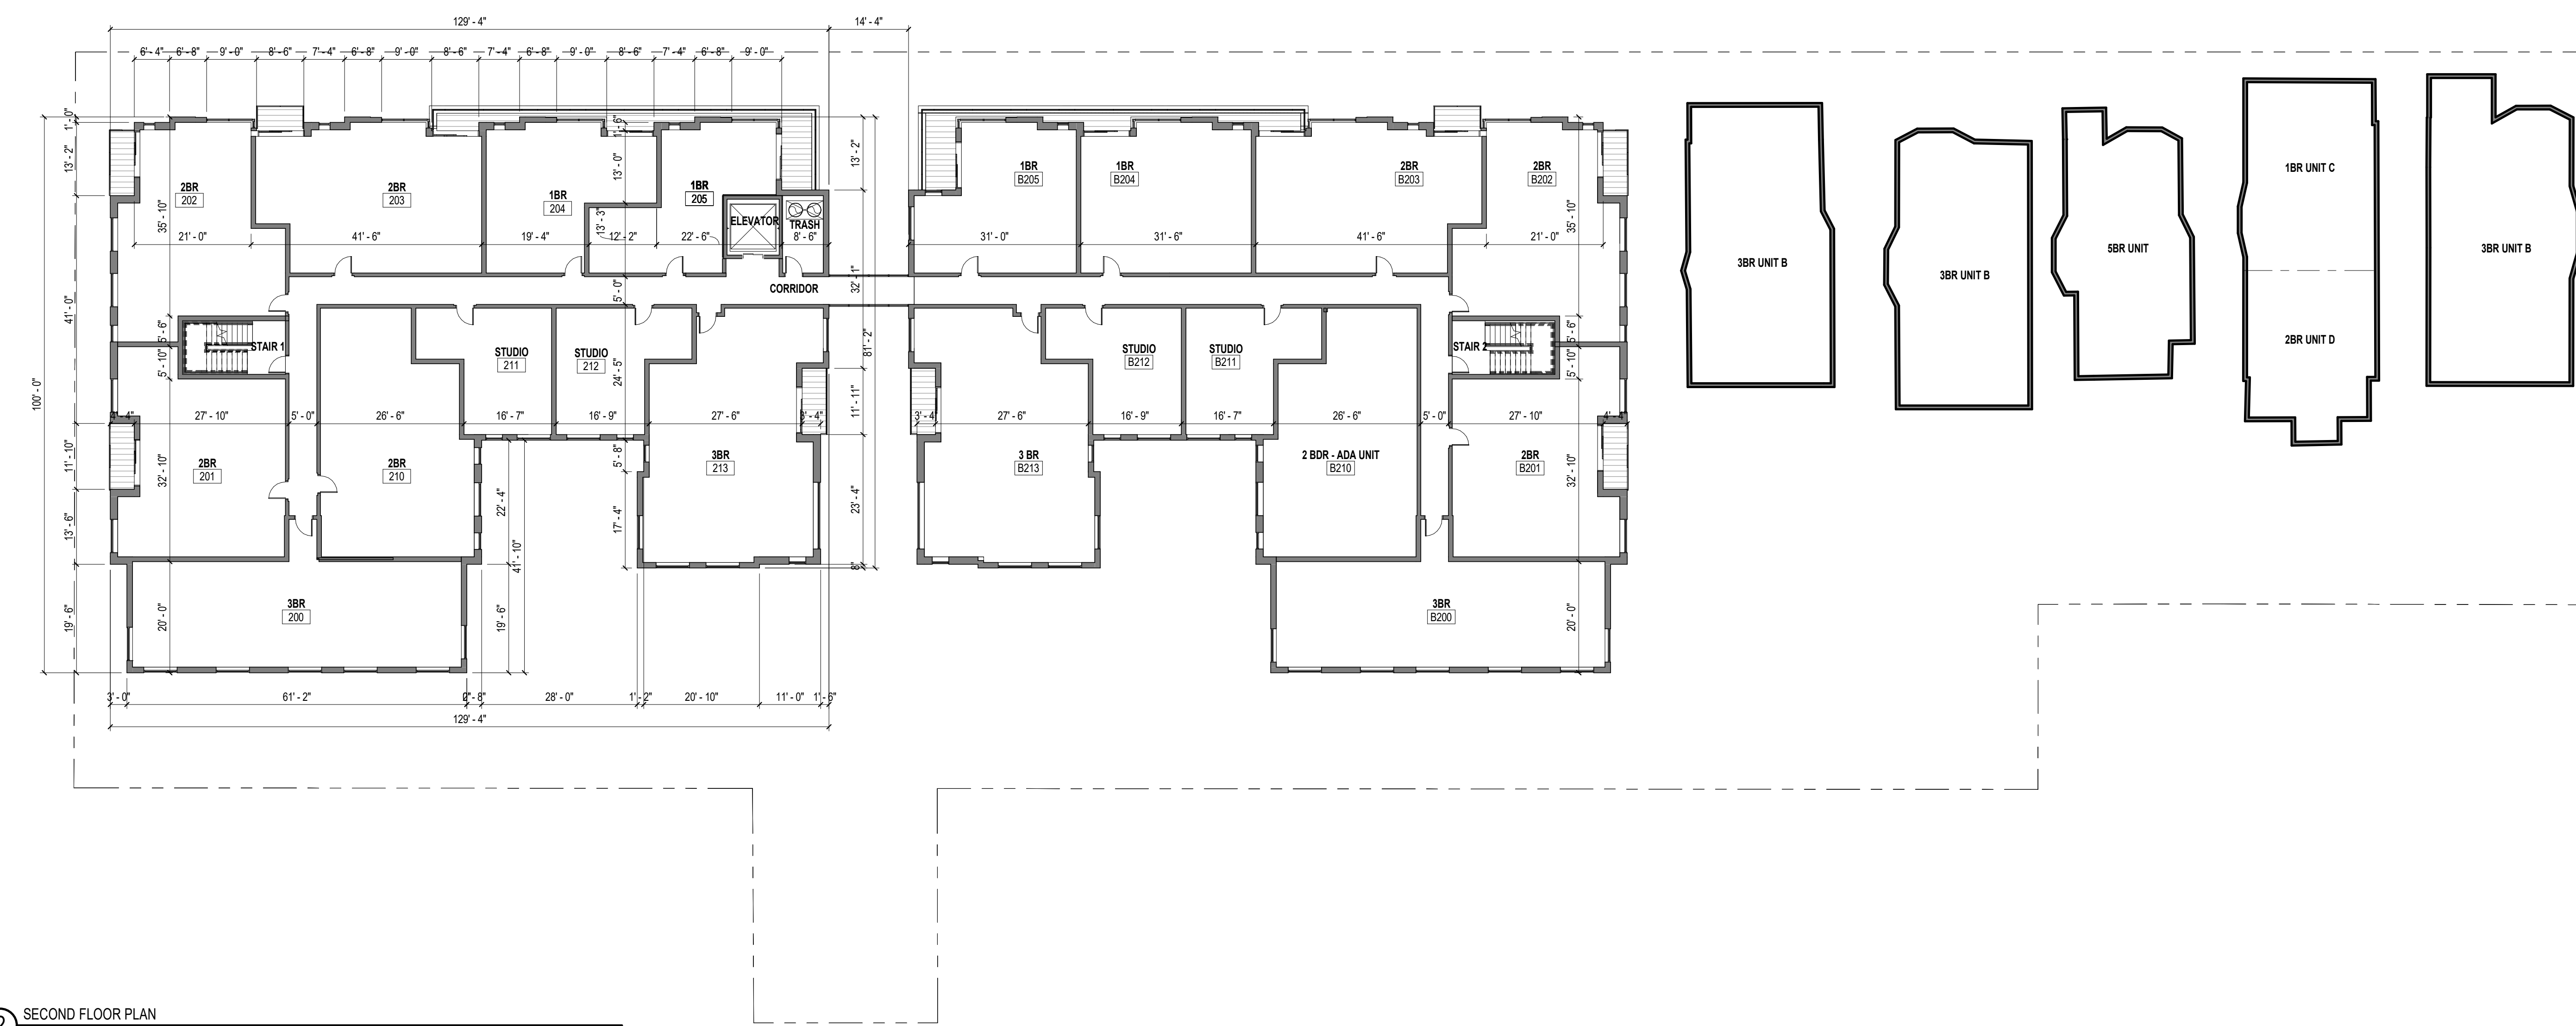 129' - 4"
14' - 4"
6' - 4"
6' - 8"
9' - 0"
8' - 6"
7' - 4"
6' - 8"
9' - 0"
8' - 6"
7' - 4"
6' - 8"
9' - 0"
8' - 6"
7' - 4"
6' - 8"
9' - 0"
1' - 0"
13' - 2"
41' - 0"
11' - 10"
13' - 6"
19' - 6"
100' - 0"
2BR
202
2BR
203
1BR
204
1BR
205
ELEVATOR
TRASH
35' - 10"
13' - 0"
13' - 3"
13' - 2"
21' - 0"
41' - 6"
19' - 4"
12' - 2"
22' - 6"
8' - 6"
32' - 1"
81' - 2"
5' - 0"
CORRIDOR
1BR
B205
1BR
B204
2BR
B203
2BR
B202
31' - 0"
31' - 6"
41' - 6"
21' - 0"
35' - 10"
5' - 6"
5' - 10"
STAIR 1
STUDIO
211
STUDIO
212
24' - 5"
11' - 11"
STUDIO
B212
STUDIO
B211
STAIR 2
5' - 6"
5' - 10"
4' - 4"
27' - 10"
5' - 0"
26' - 6"
16' - 7"
16' - 9"
27' - 6"
3' - 4"
3' - 4"
27' - 6"
16' - 9"
16' - 7"
26' - 6"
5' - 0"
27' - 10"
4' - 4"
2BR
201
32' - 10"
2BR
210
3BR
213
5' - 8"
17' - 4"
22' - 4"
41' - 10"
19' - 6"
23' - 4"
8"
3 BR
B213
2 BDR - ADA UNIT
B210
2BR
B201
32' - 10"
3BR
200
20' - 0"
3BR
B200
20' - 0"
3' - 0"
61' - 2"
28' - 0"
1' - 2"
20' - 10"
11' - 0"
1' - 6"
129' - 4"
3BR UNIT B
3BR UNIT B
5BR UNIT
1BR UNIT C
2BR UNIT D
3BR UNIT B
SECOND FLOOR PLAN